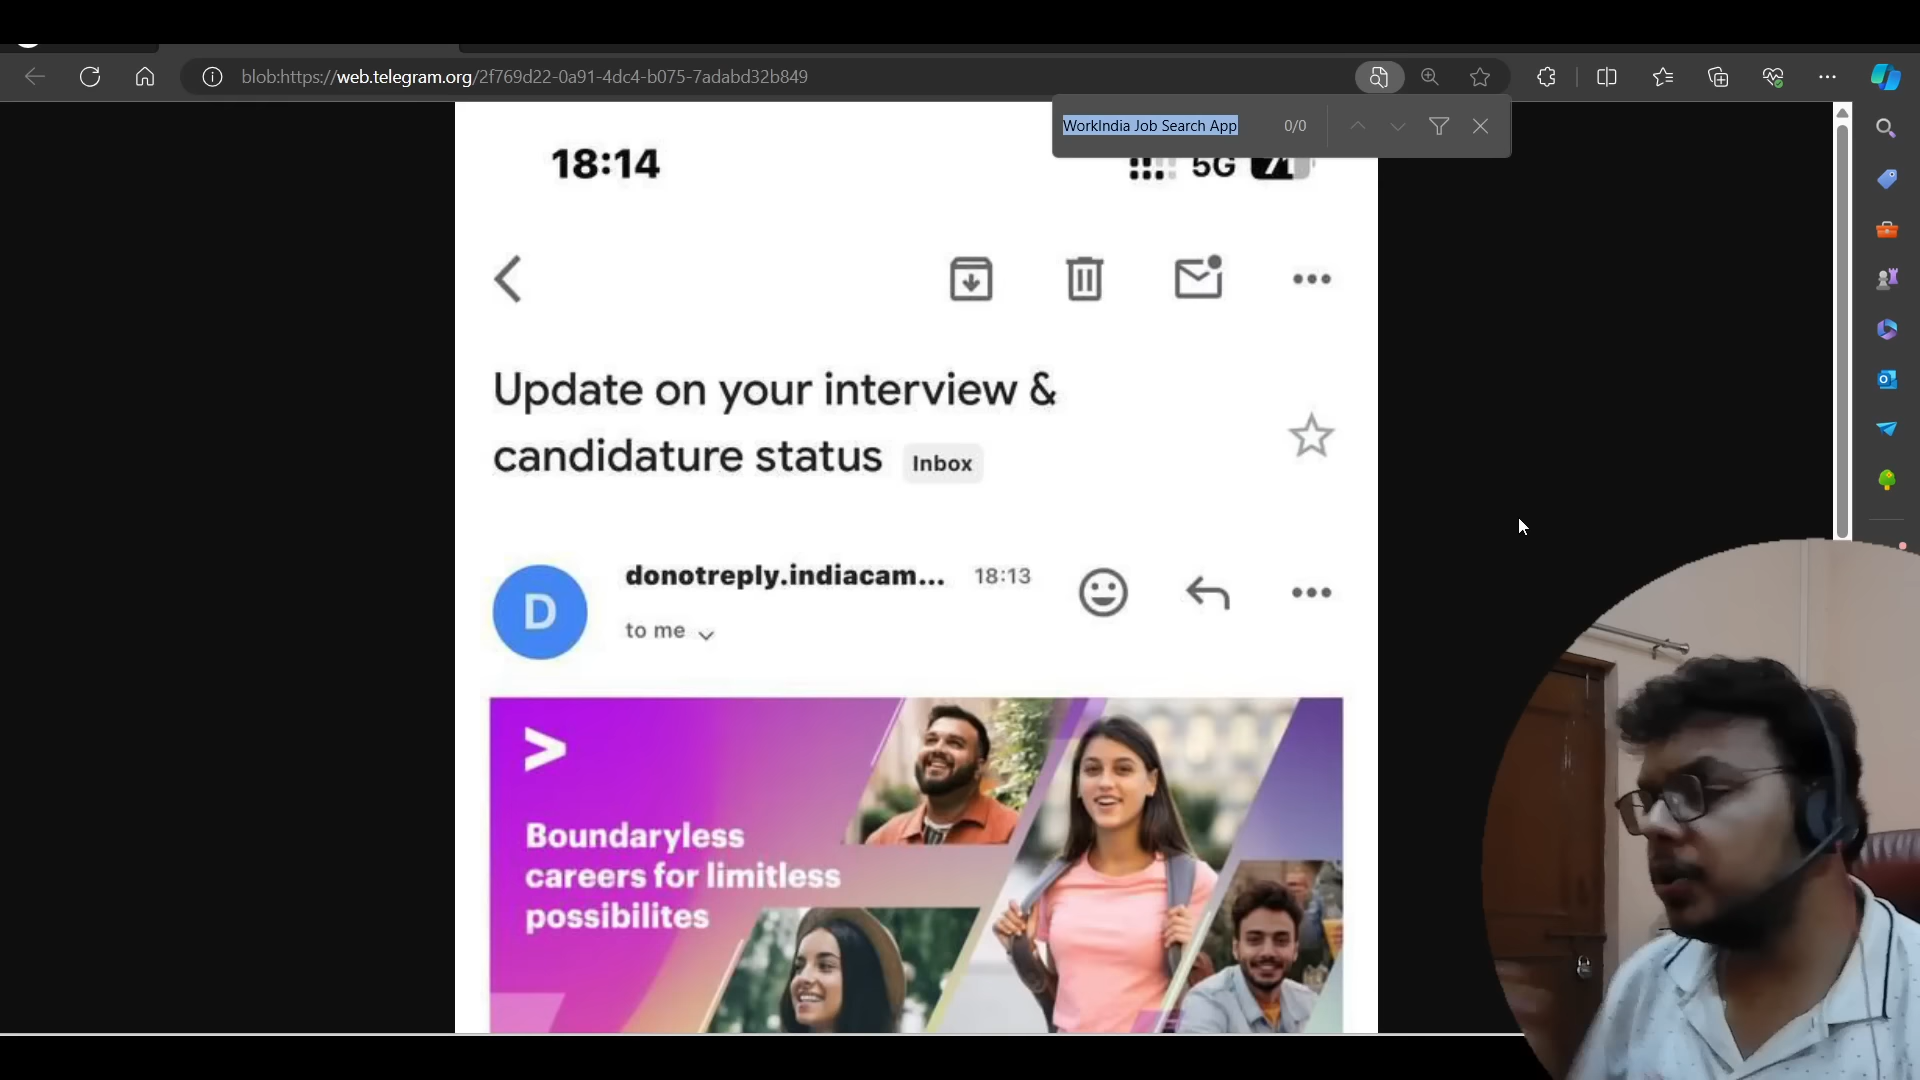 blob:https://web.telegram.org/2f769d22-0a91-4dc4-b075-7adabd32b849
WorkIndia Job Search App
0/0
18:14
5G
71
Update on your interview &
candidature status
Inbox
D
donotreply.indiacam...
18:13
to me
Boundaryless
careers for limitless
possibilites